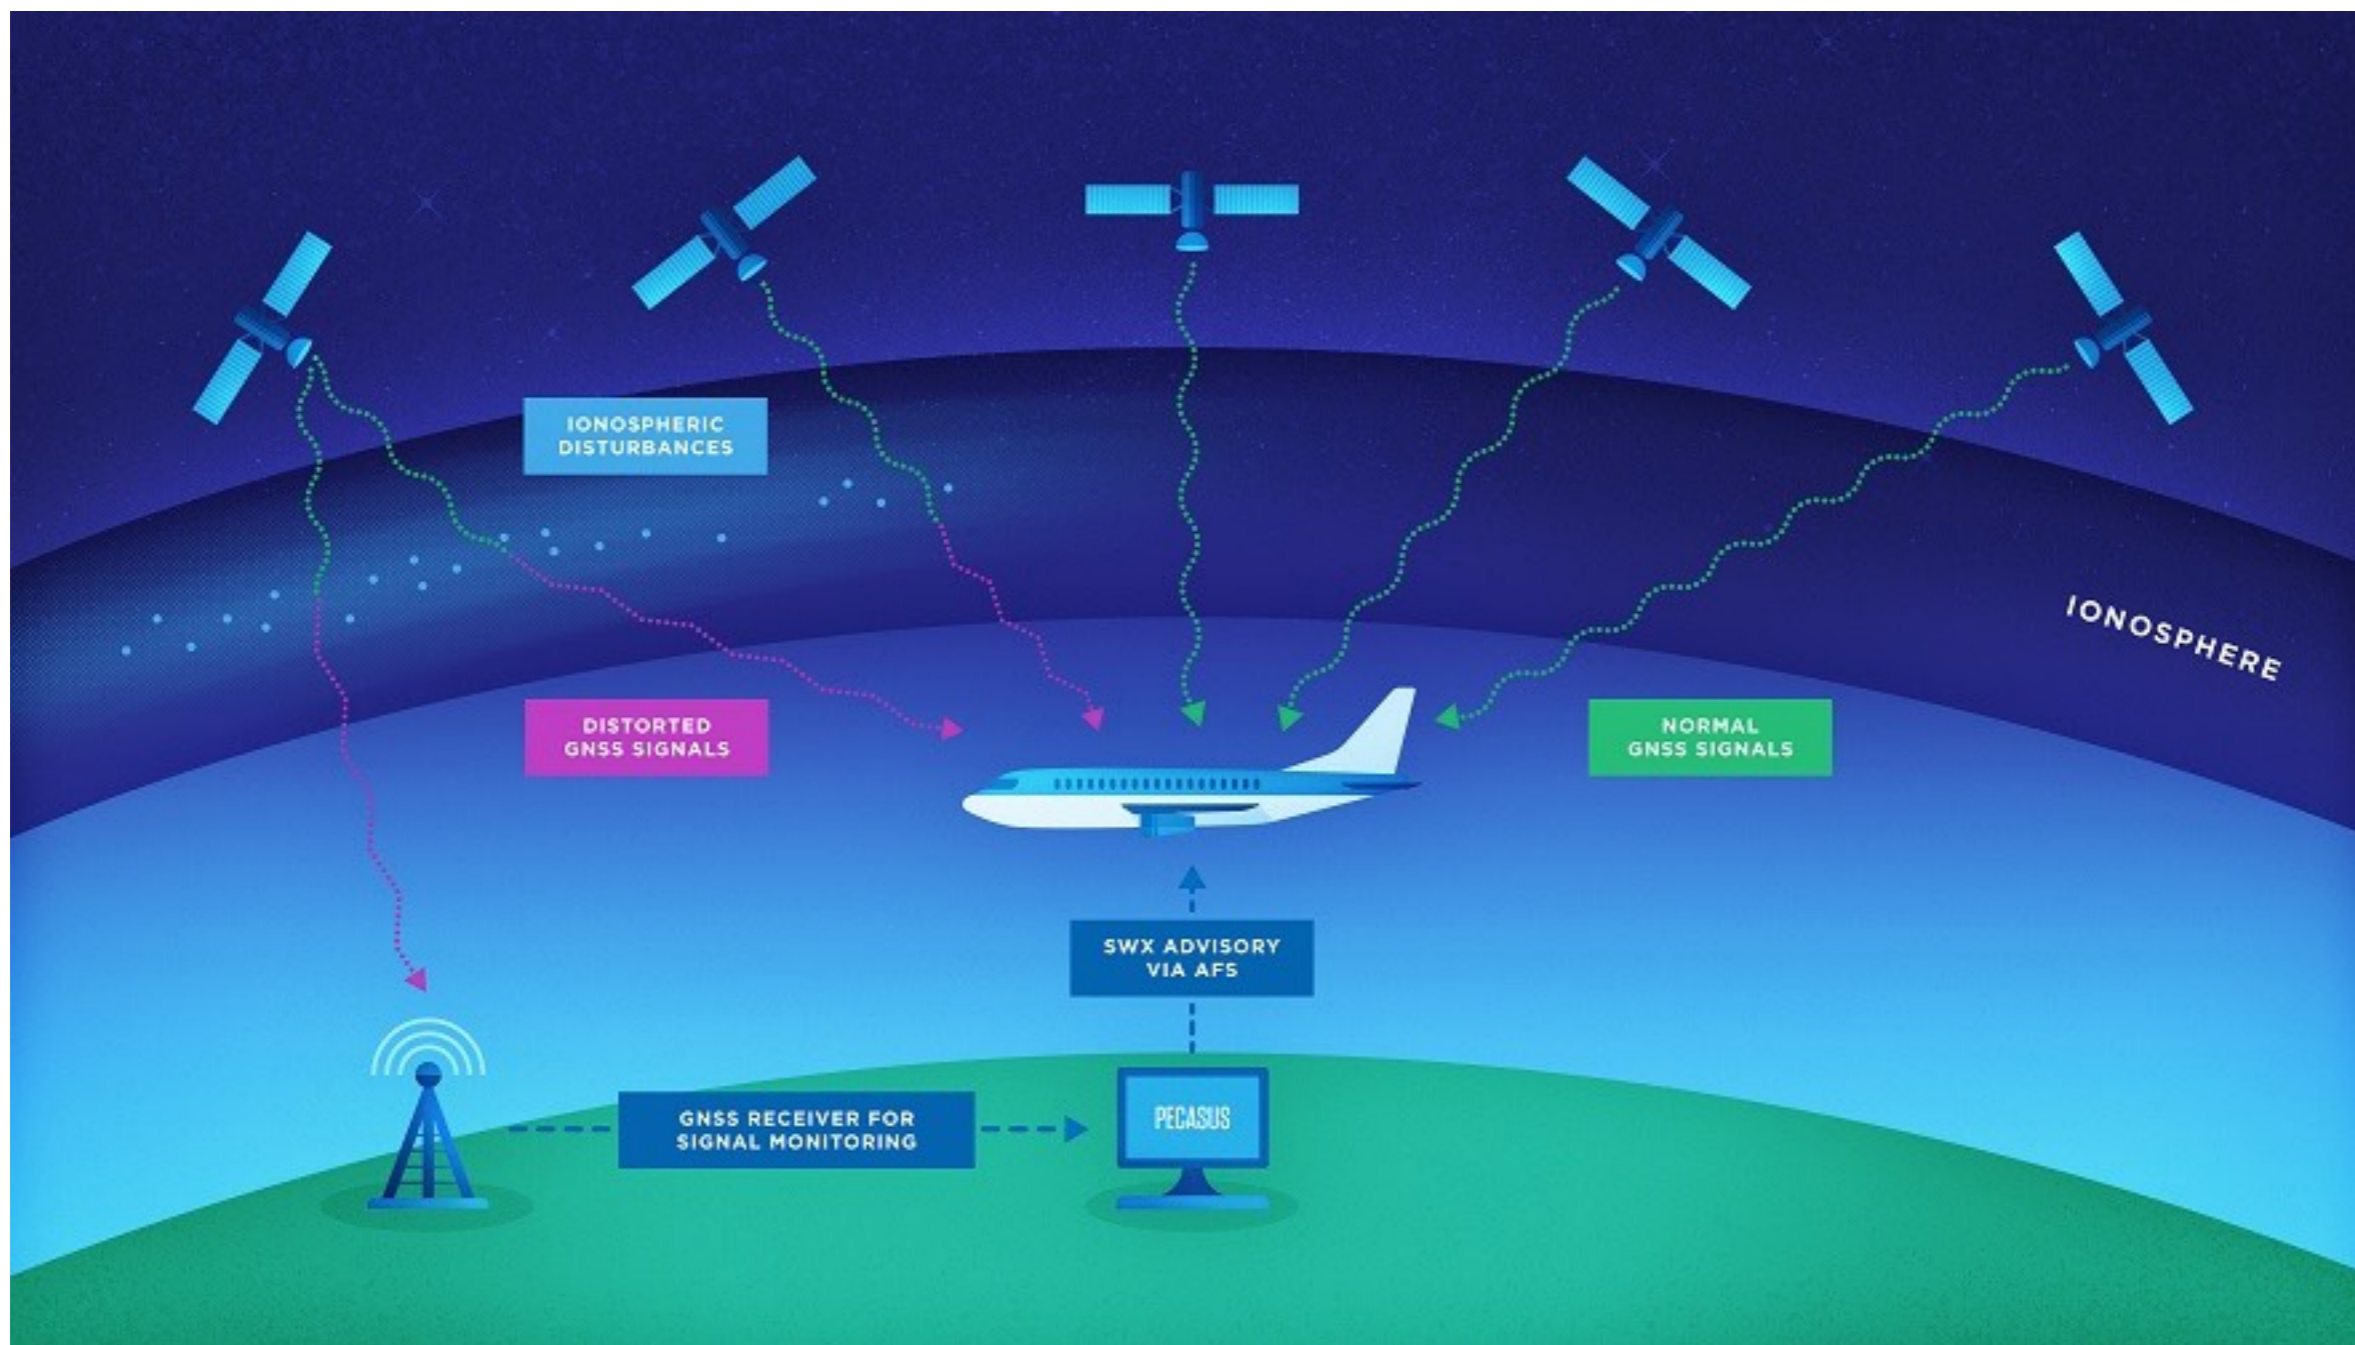 IONOSPHERIC
DISTURBANCES
IONOSPHERE
DISTORTED
GNSS SIGNALS
NORMAL
GNSS SIGNALS
SWX ADVISORY
VIA AFS
GNSS RECEIVER FOR
SIGNAL MONITORING
PECASUS